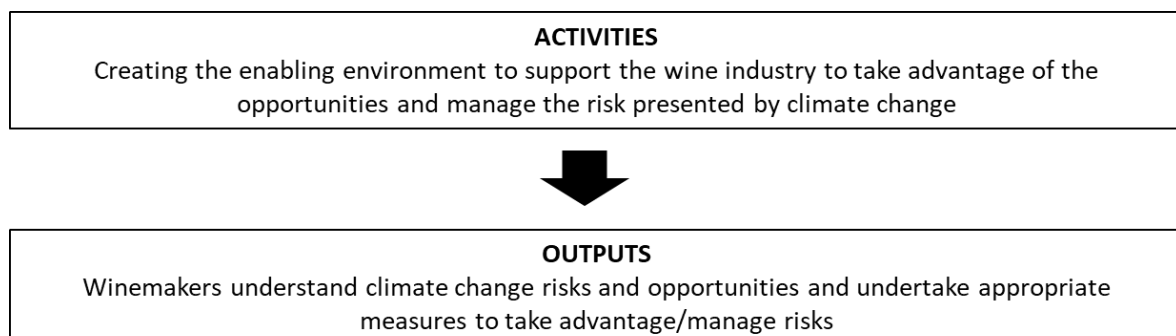 ACTIVITIES
Creating the enabling environment to support the wine industry to take advantage of the
opportunities and manage the risk presented by climate change
OUTPUTS
Winemakers understand climate change risks and opportunities and undertake appropriate
measures to take advantage/manage risks